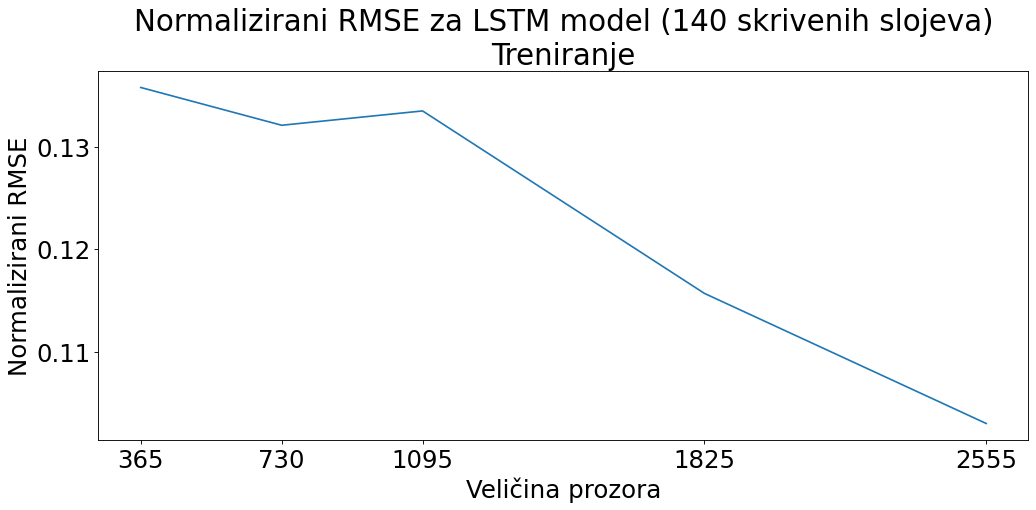 Normalizirani RMSE za LSTM model (140 skrivenih slojeva)
Treniranje
Normalizirani RMSE
0.13
0.12
0.11
365 730 1095 1825 2555
Veličina prozora